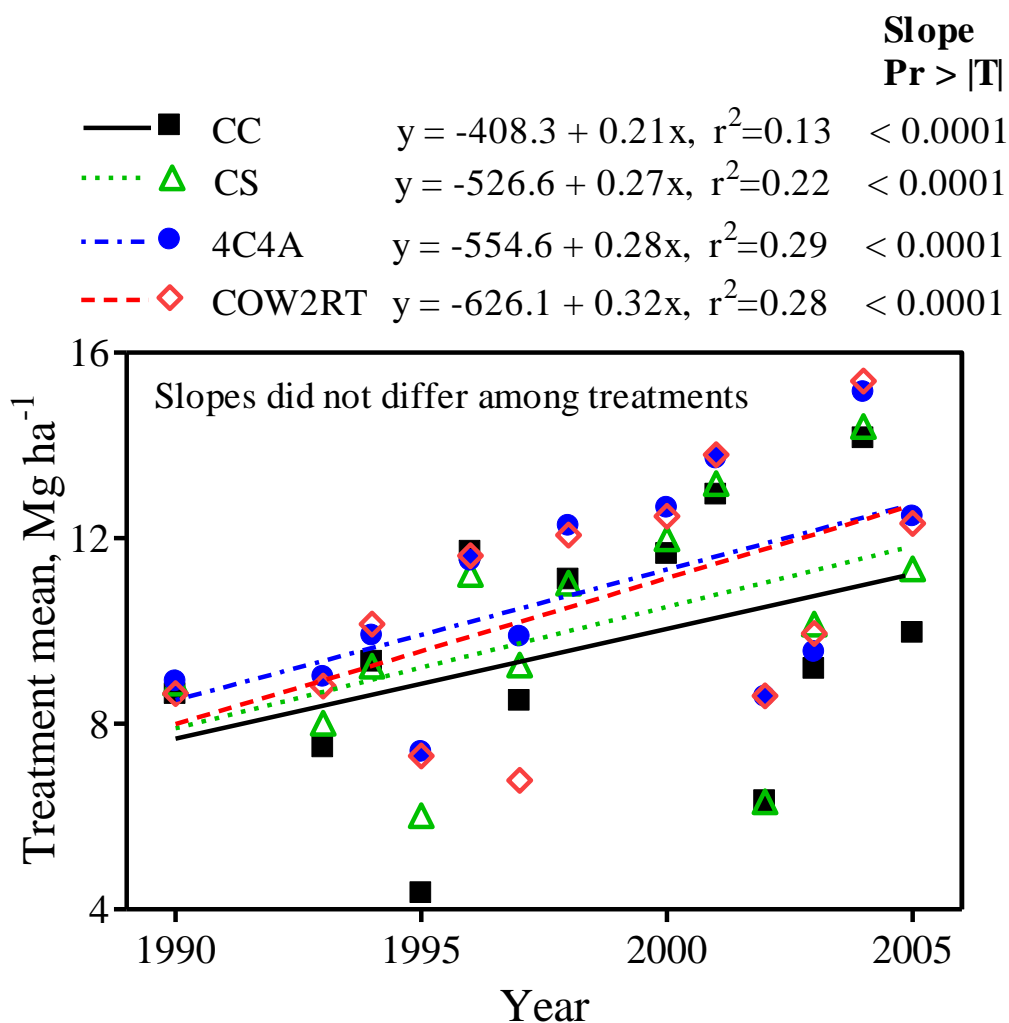 Slope
Pr > |T|
CC y = -408.3 + 0.21x, r²=0.13 < 0.0001
CS y = -526.6 + 0.27x, r²=0.22 < 0.0001
4C4A y = -554.6 + 0.28x, r²=0.29 < 0.0001
COW2RT y = -626.1 + 0.32x, r²=0.28 < 0.0001
16
Slopes did not differ among treatments
12
8
4
Treatment mean, Mg ha⁻¹
1990 1995 2000 2005
Year